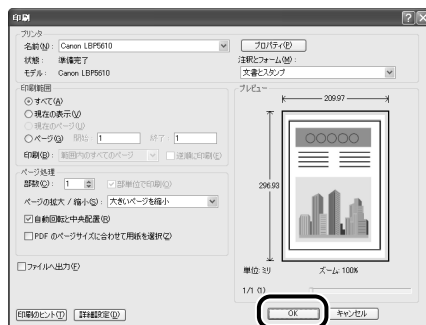 印刷
プリンタ
名前(N): Canon LBP5610 プロパティ(P)
状態: 準備完了 注釈とフォーム(M):
モデル: Canon LBP5610 文書とスタンプ
印刷範囲 プレビュー
すべて(A)
現在の表示(V)
現在のページ(U)
ページ(G) 開始: 1 終了: 1
印刷(B): 範囲内のすべてのページ 逆順に印刷(E)
ページ処理
部数(C): 1 部単位で印刷(O)
ページの拡大/縮小(S): 大きいページを縮小
自動回転と中央配置(R)
PDF のページサイズに合わせて用紙を選択(Z)
ファイルへ出力(F)
209.97
296.93
単位: ミリ ズーム: 100%
1/1 (1)
印刷のヒント(T) 詳細設定(D) OK キャンセル